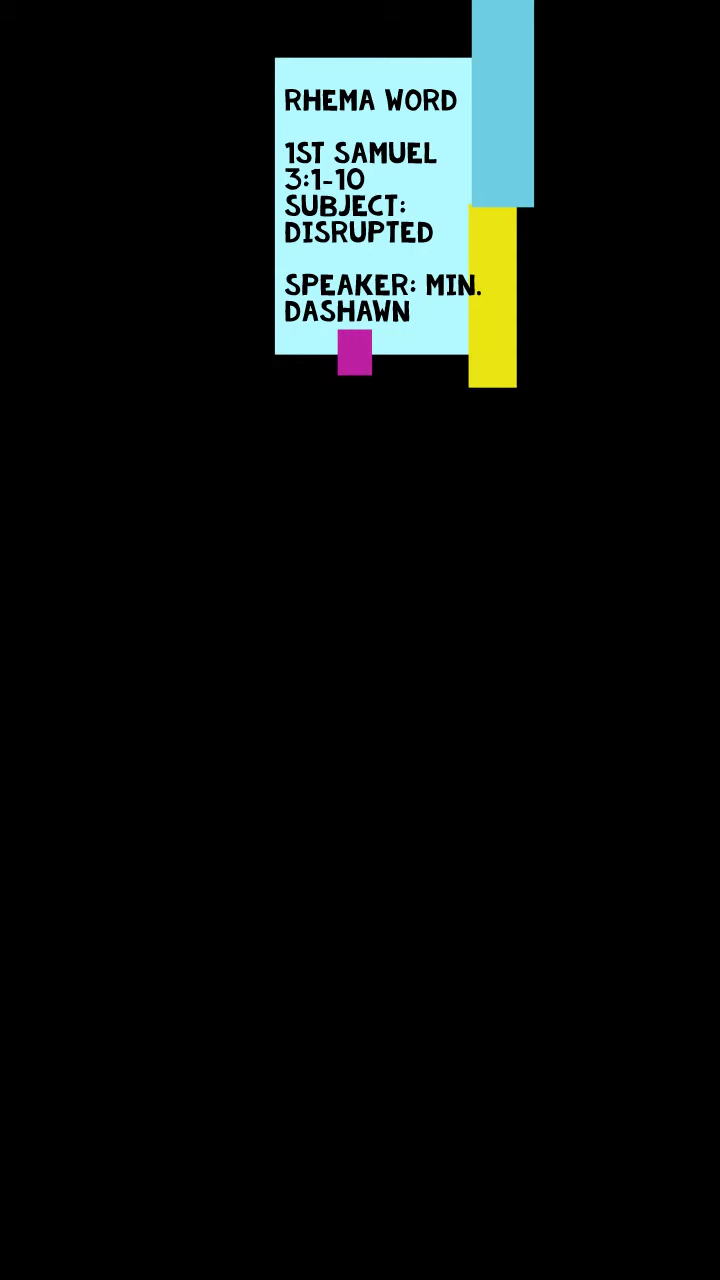 RHEMA WORD
1ST SAMUEL
3:1-10
SUBJECT:
DISRUPTED
SPEAKER: MIN.
DASHAWN